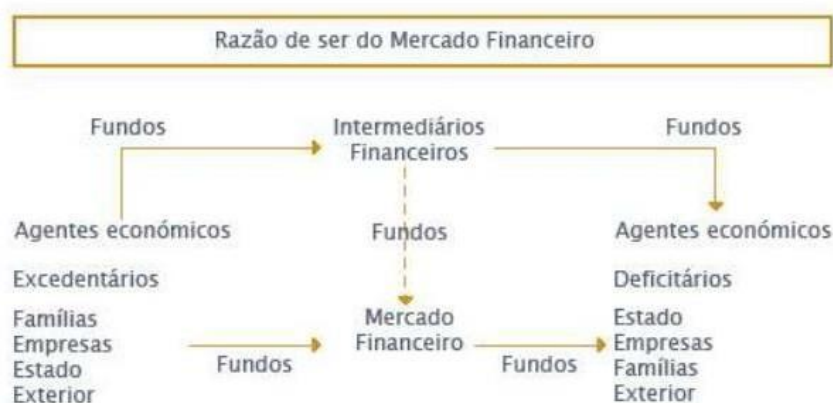 Razão de ser do Mercado Financeiro
Fundos
Intermediários
Financeiros
Fundos
Agentes económicos
Fundos
Agentes económicos
Excedentários
Deficitários
Famílias
Empresas
Estado
Exterior
Fundos
Mercado
Financeiro
Fundos
Estado
Empresas
Famílias
Exterior